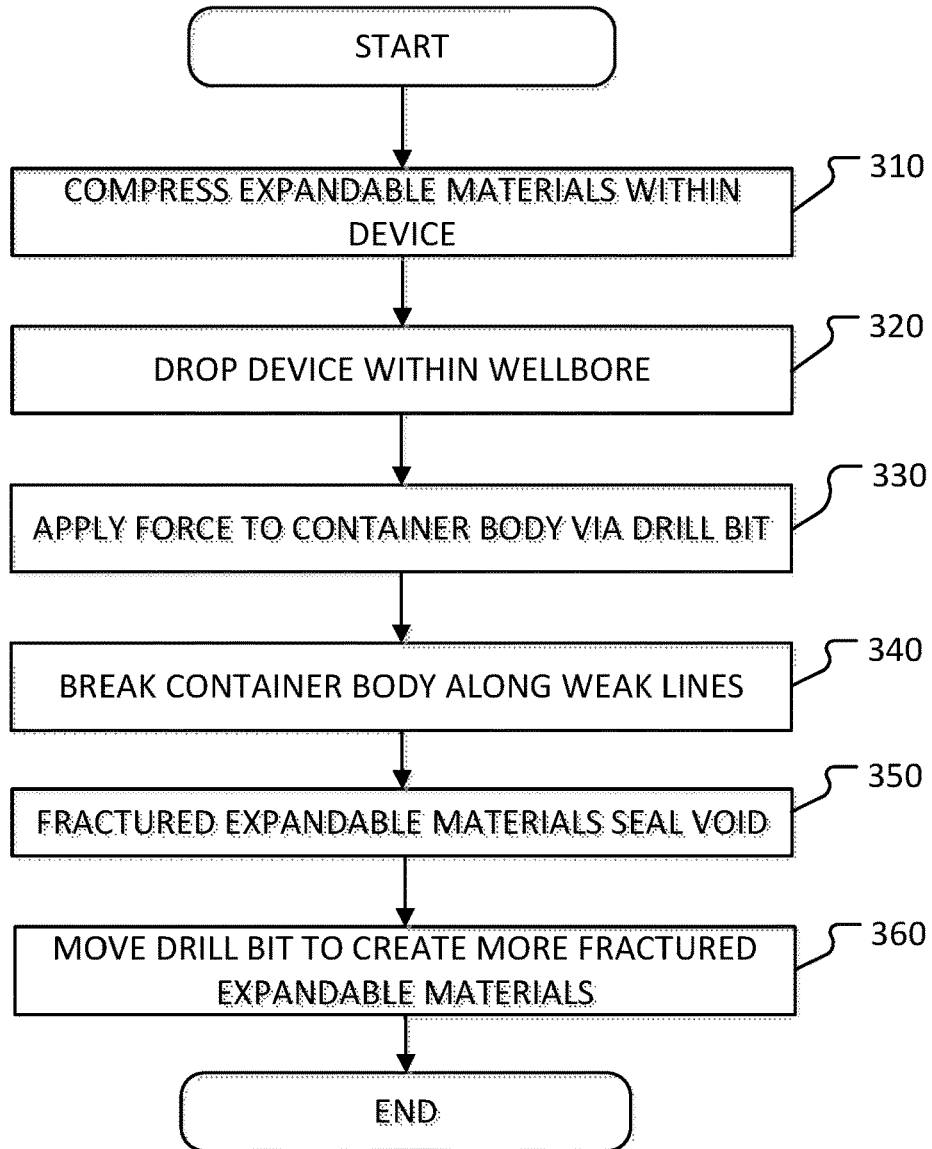 START
310
COMPRESS EXPANDABLE MATERIALS WITHIN
DEVICE
320
DROP DEVICE WITHIN WELLBORE
330
APPLY FORCE TO CONTAINER BODY VIA DRILL BIT
340
BREAK CONTAINER BODY ALONG WEAK LINES
350
FRACTURED EXPANDABLE MATERIALS SEAL VOID
360
MOVE DRILL BIT TO CREATE MORE FRACTURED
EXPANDABLE MATERIALS
END